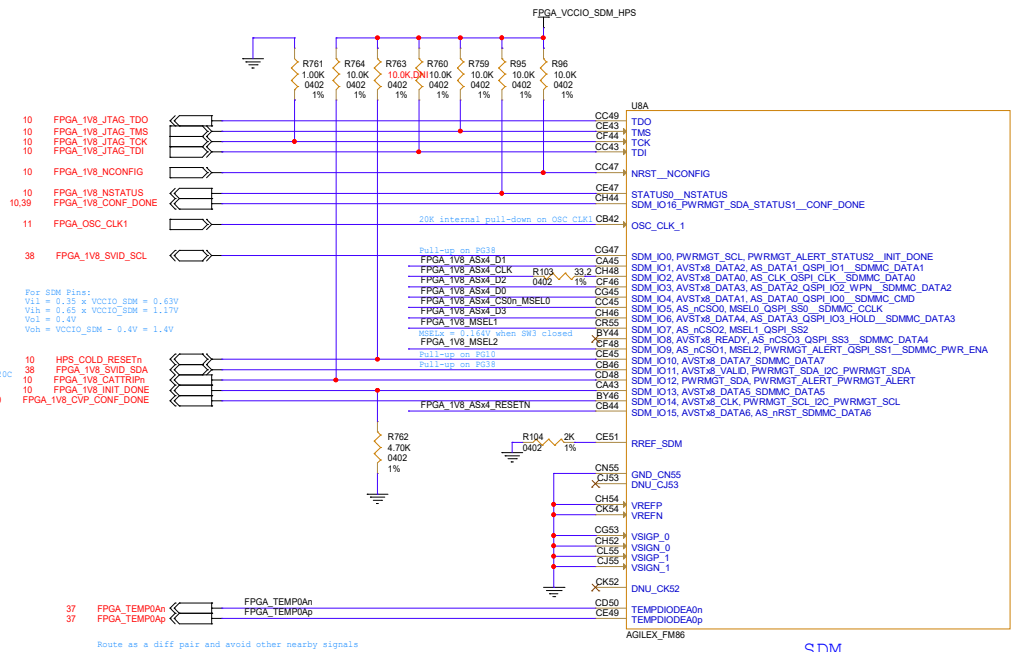 FPGA_VCCIO_SDM_HPS
R761
1.00K
0402
1%
R764
10.0K
0402
1%
R763
10.0K,DNI
0402
1%
R760
10.0K
0402
1%
R759
10.0K
0402
1%
R95
10.0K
0402
1%
R96
10.0K
0402
1%
U8A
10 FPGA_1V8_JTAG_TDO CC49 TDO
10 FPGA_1V8_JTAG_TMS CE43 TMS
10 FPGA_1V8_JTAG_TCK CF44 TCK
10 FPGA_1V8_JTAG_TDI CC43 TDI
10 FPGA_1V8_NCONFIG CC47 NRST__NCONFIG
10 FPGA_1V8_NSTATUS CE47 STATUS0__NSTATUS
10,39 FPGA_1V8_CONF_DONE CH44 SDM_IO16_PWRMGT_SDA_STATUS1__CONF_DONE
11 FPGA_OSC_CLK1 20K internal pull-down on OSC CLK1 CB42 OSC_CLK_1
Pull-up on PG38
38 FPGA_1V8_SVID_SCL CG47 SDM_IO0, PWRMGT_SCL, PWRMGT_ALERT_STATUS2__INIT_DONE
FPGA_1V8_ASx4_D1 CA45 SDM_IO1, AVSTx8_DATA2, AS_DATA1_QSPI_IO1__SDMMC_DATA1
FPGA_1V8_ASx4_CLK R103 33.2 0402 1% CH48 SDM_IO2, AVSTx8_DATA0, AS_CLK_QSPI_CLK__SDMMC_DATA0
FPGA_1V8_ASx4_D2 CF46 SDM_IO3, AVSTx8_DATA3, AS_DATA2_QSPI_IO2_WPN__SDMMC_DATA2
FPGA_1V8_ASx4_D0 CG45 SDM_IO4, AVSTx8_DATA1, AS_DATA0_QSPI_IO0__SDMMC_CMD
FPGA_1V8_ASx4_CS0n_MSEL0 CC45 SDM_IO5, AS_nCSO0, MSEL0_QSPI_SS0__SDMMC_CCLK
FPGA_1V8_ASx4_D3 CH46 SDM_IO6, AVSTx8_DATA4, AS_DATA3_QSPI_IO3_HOLD__SDMMC_DATA3
FPGA_1V8_MSEL1 CR55 SDM_IO7, AS_nCSO2, MSEL1_QSPI_SS2
MSELx = 0.164V when SW3 closed BY44 SDM_IO8, AVSTx8_READY, AS_nCSO3_QSPI_SS3__SDMMC_DATA4
FPGA_1V8_MSEL2 CF48 SDM_IO9, AS_nCSO1, MSEL2, PWRMGT_ALERT_QSPI_SS1__SDMMC_PWR_ENA
For SDM Pins:
Vil = 0.35 x VCCIO_SDM = 0.63V
Vih = 0.65 x VCCIO_SDM = 1.17V
Vol = 0.4V
Voh = VCCIO_SDM - 0.4V = 1.4V
Pull-up on PG10
10 HPS_COLD_RESETn CE45 SDM_IO10, AVSTx8_DATA7_SDMMC_DATA7
Pull-up on PG38
38 FPGA_1V8_SVID_SDA CB46 SDM_IO11, AVSTx8_VALID, PWRMGT_SDA_I2C_PWRMGT_SDA
10 FPGA_1V8_CATTRIPn CD48 SDM_IO12, PWRMGT_SDA, PWRMGT_ALERT_PWRMGT_ALERT
20C
10 FPGA_1V8_INIT_DONE CA43 SDM_IO13, AVSTx8_DATA5_SDMMC_DATA5
FPGA_1V8_CVP_CONF_DONE BY46 SDM_IO14, AVSTx8_CLK, PWRMGT_SCL_I2C_PWRMGT_SCL
FPGA_1V8_ASx4_RESETN CB44 SDM_IO15, AVSTx8_DATA6, AS_nRST_SDMMC_DATA6
R762
4.70K
0402
1%
R104 2K
0402 1%
CE51 RREF_SDM
CN55 GND_CN55
CJ53 DNU_CJ53
CH54 VREFP
CK54 VREFN
CG53 VSIGP_0
CH52 VSIGN_0
CL55 VSIGP_1
CJ55 VSIGN_1
CK52 DNU_CK52
37 FPGA_TEMP0An FPGA_TEMP0An CD50 TEMPDIODEA0n
37 FPGA_TEMP0Ap FPGA_TEMP0Ap CE49 TEMPDIODEA0p
AGILEX_FM86
Route as a diff pair and avoid other nearby signals
SDM